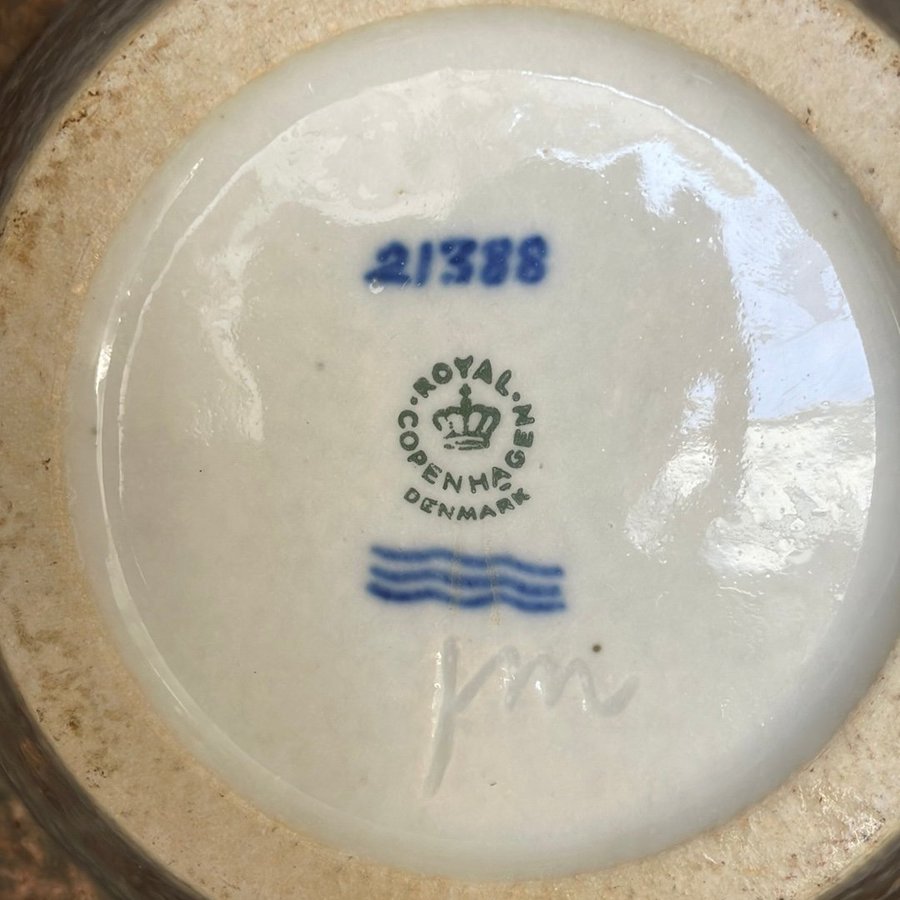 21388
ROYAL
COPENHAGEN
DENMARK